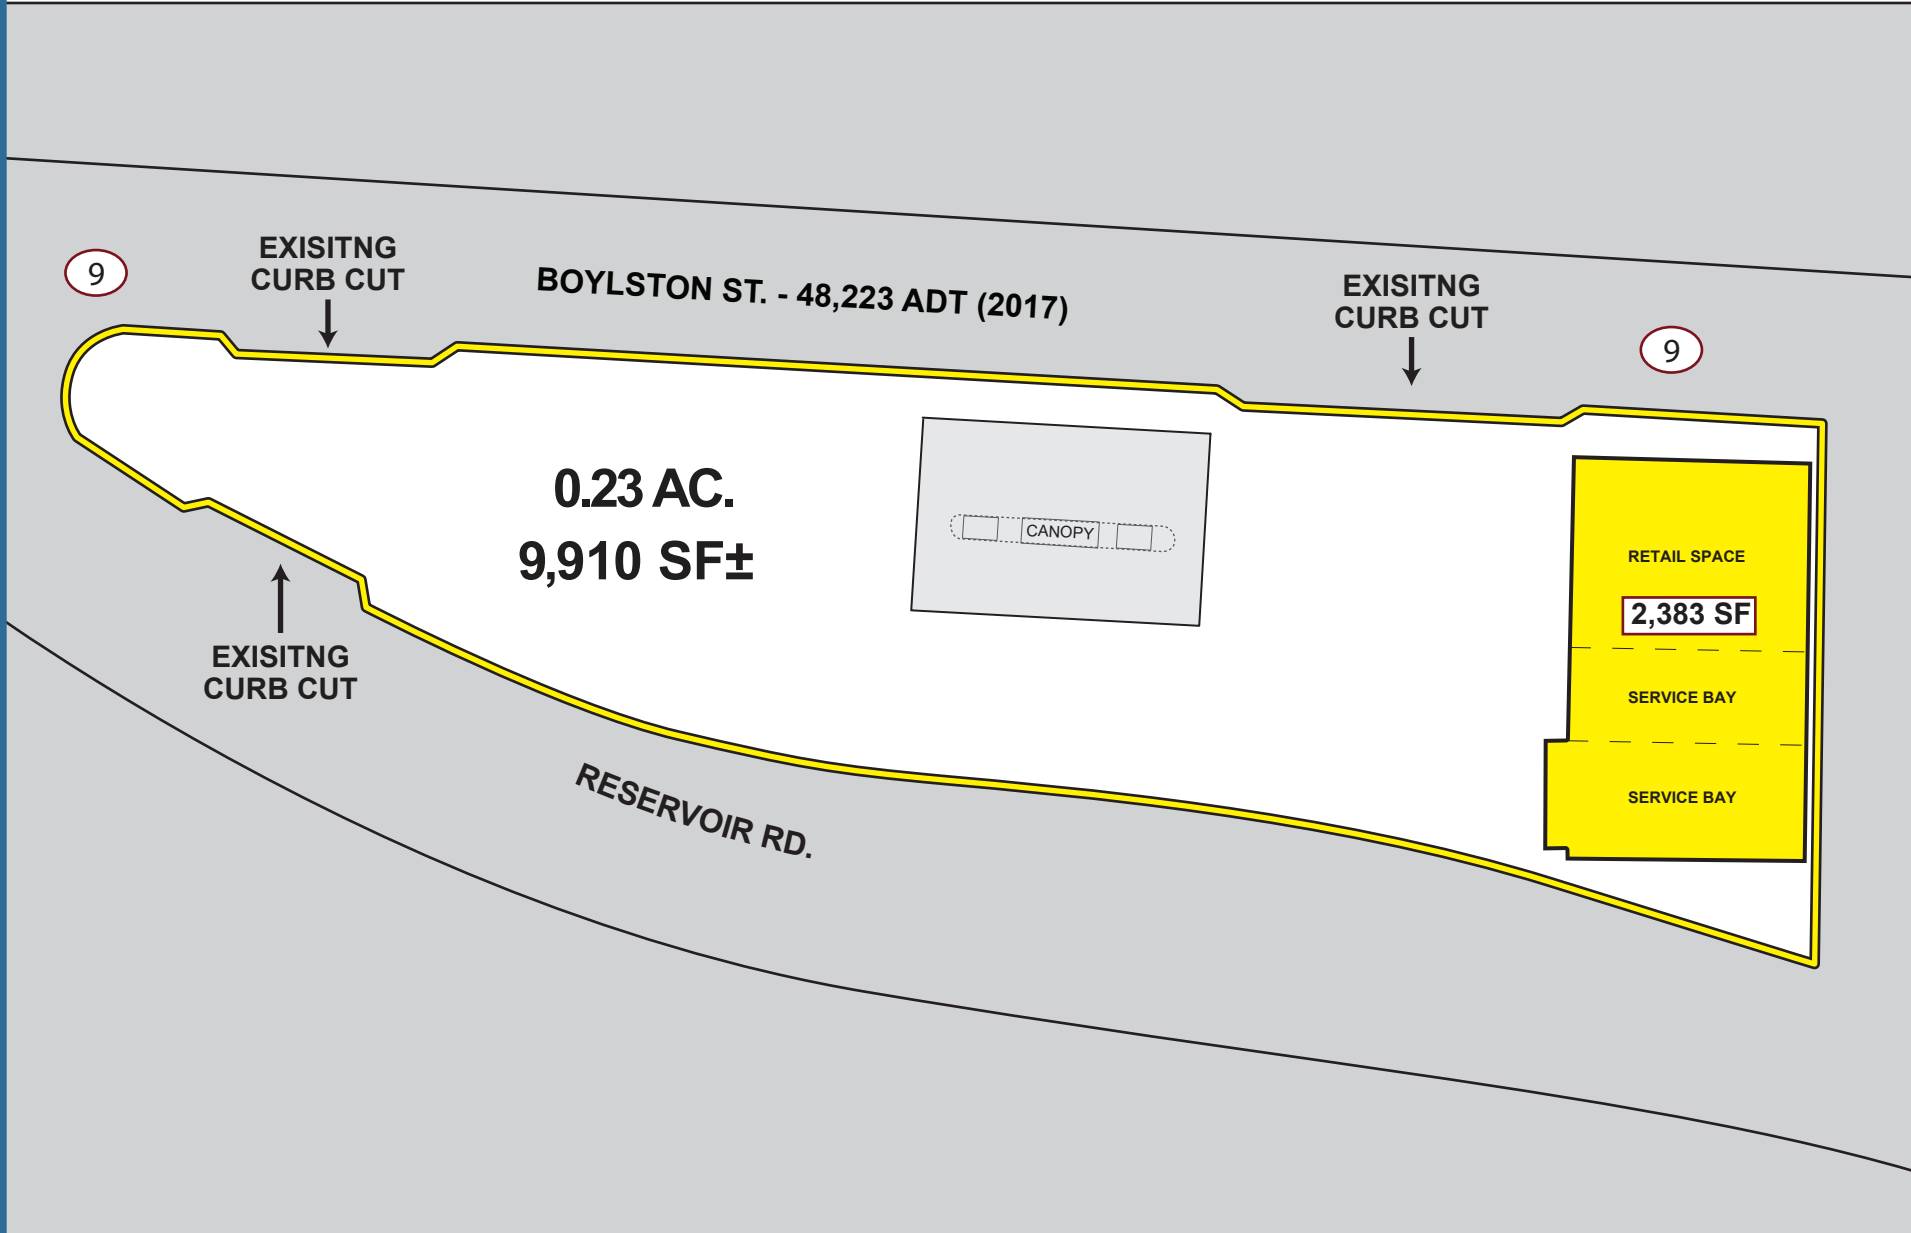 EXISITNG
CURB CUT
9
BOYLSTON ST. - 48,223 ADT (2017)
EXISITNG
CURB CUT
9
0.23 AC.
9,910 SF±
CANOPY
RETAIL SPACE
2,383 SF
SERVICE BAY
SERVICE BAY
EXISITNG
CURB CUT
RESERVOIR RD.